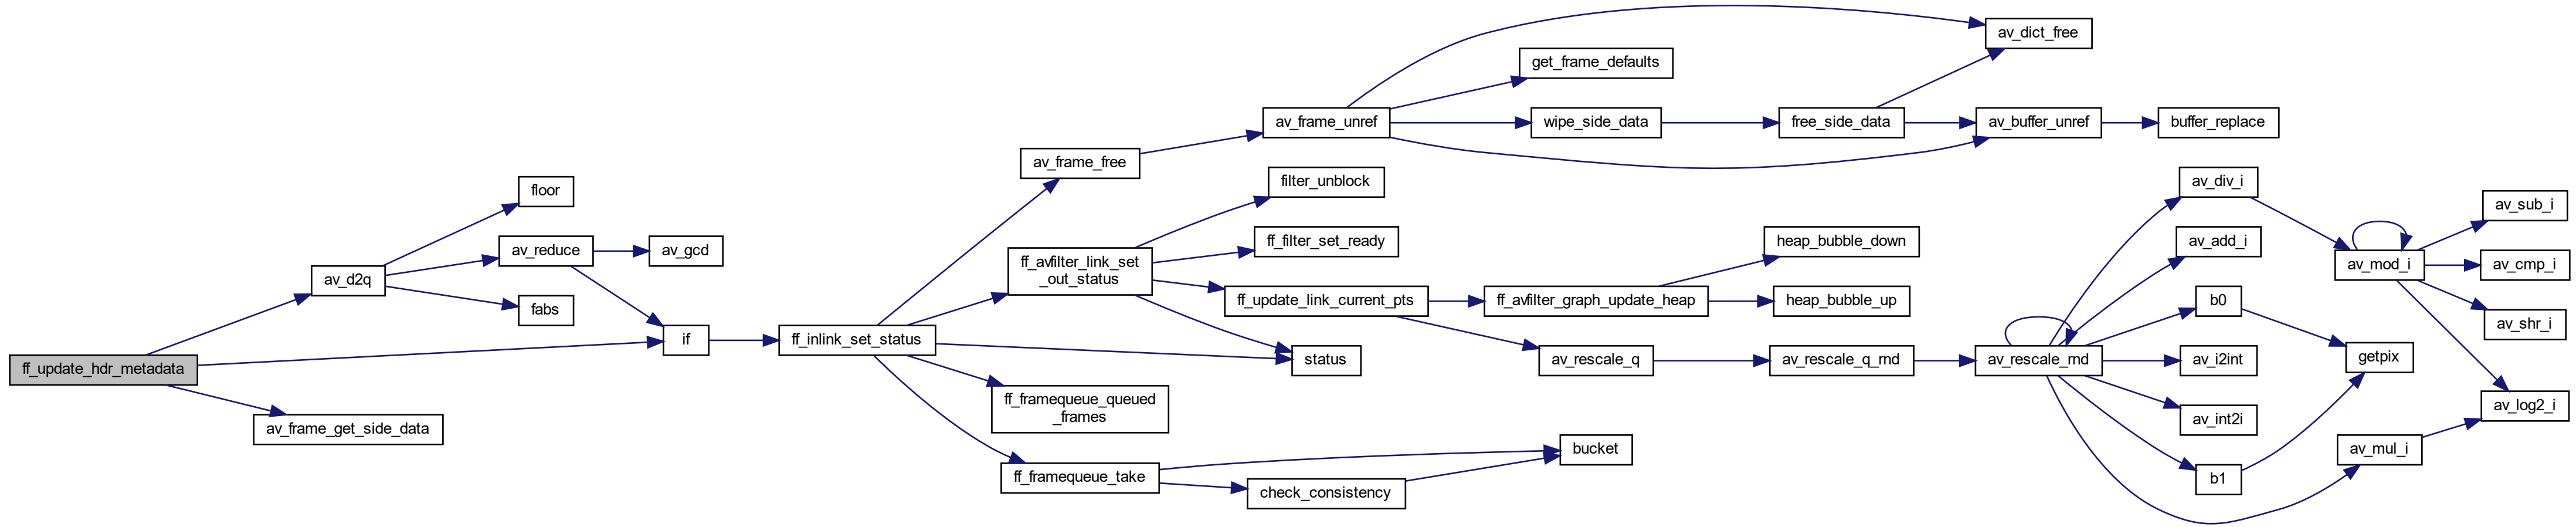 ff_update_hdr_metadata
av_d2q
av_frame_get_side_data
floor
av_reduce
fabs
av_gcd
if
ff_inlink_set_status
av_frame_free
ff_avfilter_link_set
_out_status
ff_framequeue_queued
_frames
ff_framequeue_take
av_frame_unref
filter_unblock
ff_filter_set_ready
ff_update_link_current_pts
status
check_consistency
bucket
get_frame_defaults
wipe_side_data
ff_avfilter_graph_update_heap
av_rescale_q
free_side_data
heap_bubble_down
heap_bubble_up
av_rescale_q_rnd
av_dict_free
av_buffer_unref
buffer_replace
av_rescale_rnd
av_div_i
av_add_i
b0
av_i2int
av_int2i
b1
av_mod_i
getpix
av_mul_i
av_sub_i
av_cmp_i
av_shr_i
av_log2_i